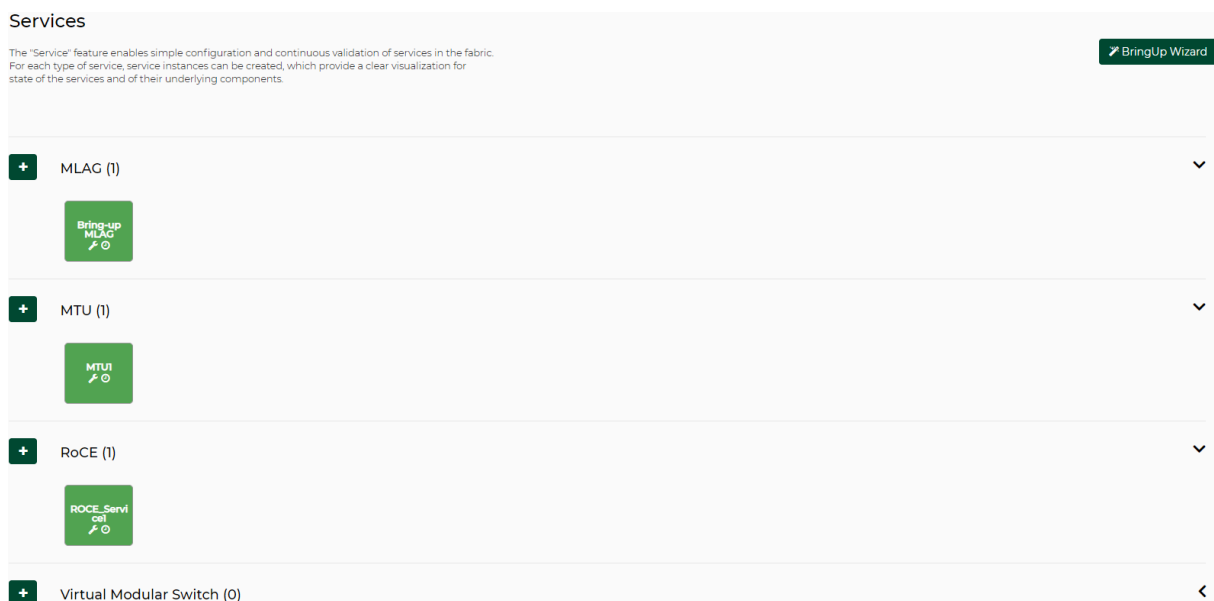 Services
The "Service" feature enables simple configuration and continuous validation of services in the fabric.
For each type of service, service instances can be created, which provide a clear visualization for
state of the services and of their underlying components.
BringUp Wizard
+ MLAG (1)
Bring-up
MLAG
+ MTU (1)
MTU1
+ RoCE (1)
ROCE_Servi
ce1
+ Virtual Modular Switch (0)